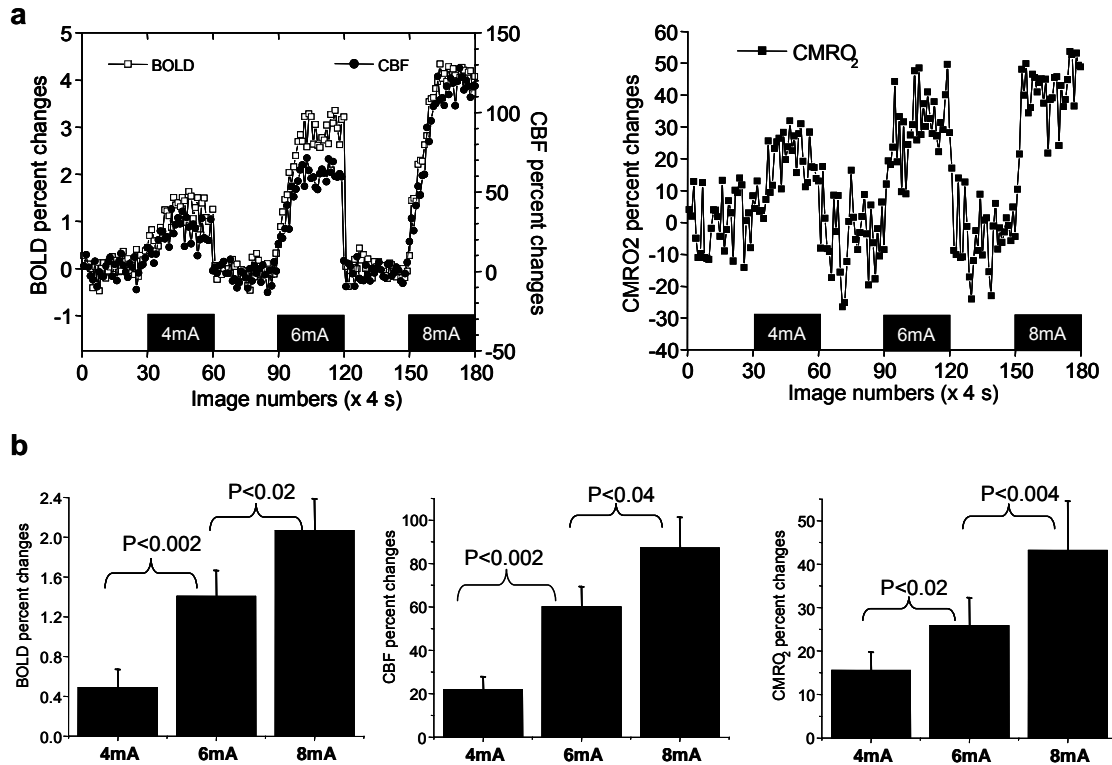 a
5
4
3
2
1
0
-1
150
100
50
0
-50
BOLD
CBF
BOLD percent changes
CBF percent changes
4mA
6mA
8mA
0 30 60 90 120 150 180
Image numbers (x 4 s)
60
50
40
30
20
10
0
-10
-20
-30
-40
CMRO2
CMRO2 percent changes
4mA
6mA
8mA
0 30 60 90 120 150 180
Image numbers (x 4 s)
b
2.4
2.0
1.6
1.2
0.8
0.4
0.0
BOLD percent changes
P<0.002
P<0.02
4mA 6mA 8mA
100
80
60
40
20
0
CBF percent changes
P<0.002
P<0.04
4mA 6mA 8mA
50
40
30
20
10
0
CMRO2 percent changes
P<0.02
P<0.004
4mA 6mA 8mA